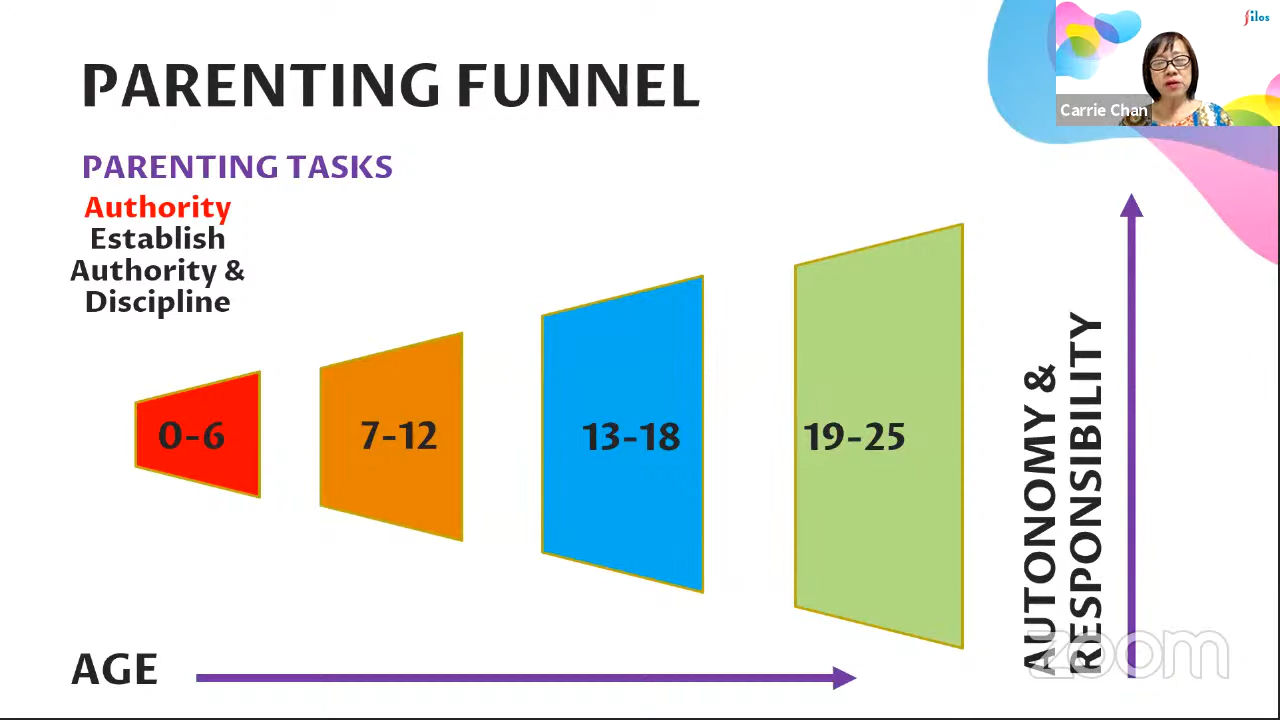 Silos
PARENTING FUNNEL
Carrie Chan
PARENTING TASKS
Authority
Establish
Authority &
Discipline
0-6
7-12
13-18
19-25
AUTONOMY &
RESPONSIBILITY
AGE
zoom